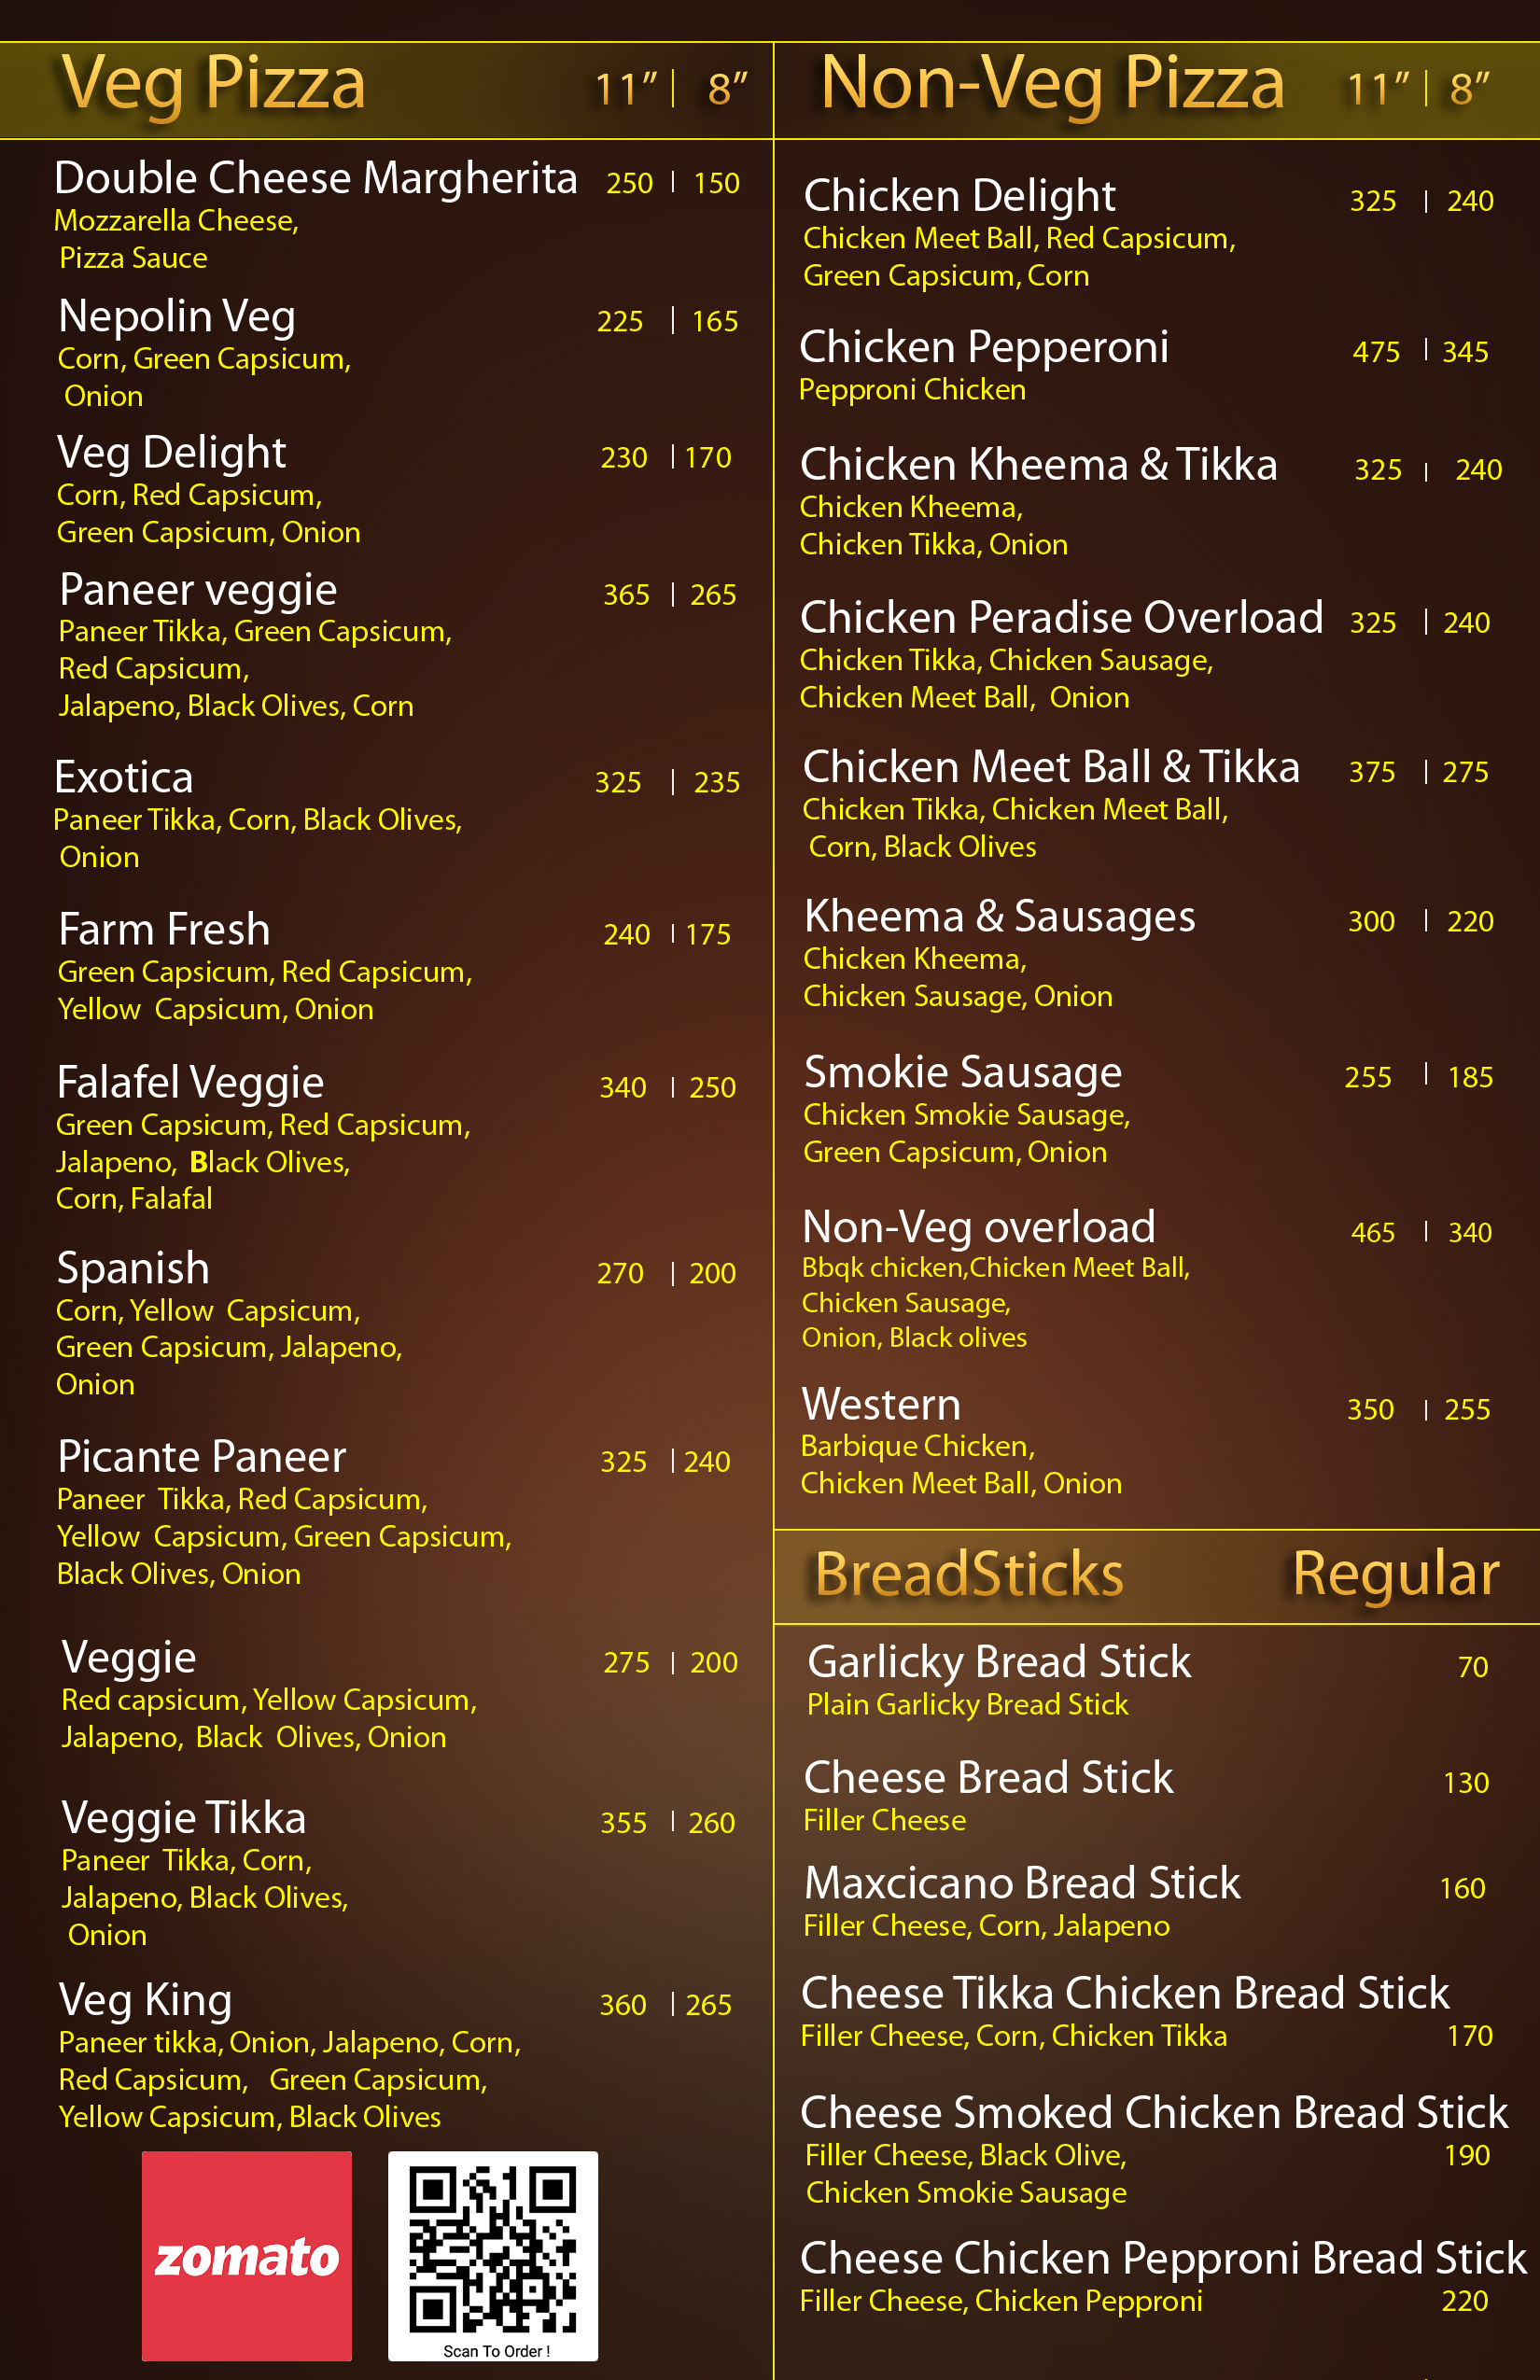 Veg Pizza 11” | 8”
Double Cheese Margherita 250 | 150
Mozzarella Cheese,
Pizza Sauce
Nepolin Veg 225 | 165
Corn, Green Capsicum,
Onion
Veg Delight 230 | 170
Corn, Red Capsicum,
Green Capsicum, Onion
Paneer veggie 365 | 265
Paneer Tikka, Green Capsicum,
Red Capsicum,
Jalapeno, Black Olives, Corn
Exotica 325 | 235
Paneer Tikka, Corn, Black Olives,
Onion
Farm Fresh 240 | 175
Green Capsicum, Red Capsicum,
Yellow Capsicum, Onion
Falafel Veggie 340 | 250
Green Capsicum, Red Capsicum,
Jalapeno, Black Olives,
Corn, Falafal
Spanish 270 | 200
Corn, Yellow Capsicum,
Green Capsicum, Jalapeno,
Onion
Picante Paneer 325 | 240
Paneer Tikka, Red Capsicum,
Yellow Capsicum, Green Capsicum,
Black Olives, Onion
Veggie 275 | 200
Red capsicum, Yellow Capsicum,
Jalapeno, Black Olives, Onion
Veggie Tikka 355 | 260
Paneer Tikka, Corn,
Jalapeno, Black Olives,
Onion
Veg King 360 | 265
Paneer tikka, Onion, Jalapeno, Corn,
Red Capsicum, Green Capsicum,
Yellow Capsicum, Black Olives
zomato
Scan To Order !
Non-Veg Pizza 11” | 8”
Chicken Delight 325 | 240
Chicken Meet Ball, Red Capsicum,
Green Capsicum, Corn
Chicken Pepperoni 475 | 345
Pepproni Chicken
Chicken Kheema & Tikka 325 | 240
Chicken Kheema,
Chicken Tikka, Onion
Chicken Peradise Overload 325 | 240
Chicken Tikka, Chicken Sausage,
Chicken Meet Ball, Onion
Chicken Meet Ball & Tikka 375 | 275
Chicken Tikka, Chicken Meet Ball,
Corn, Black Olives
Kheema & Sausages 300 | 220
Chicken Kheema,
Chicken Sausage, Onion
Smokie Sausage 255 | 185
Chicken Smokie Sausage,
Green Capsicum, Onion
Non-Veg overload 465 | 340
Bbqk chicken,Chicken Meet Ball,
Chicken Sausage,
Onion, Black olives
Western 350 | 255
Barbique Chicken,
Chicken Meet Ball, Onion
BreadSticks Regular
Garlicky Bread Stick 70
Plain Garlicky Bread Stick
Cheese Bread Stick 130
Filler Cheese
Maxcicano Bread Stick 160
Filler Cheese, Corn, Jalapeno
Cheese Tikka Chicken Bread Stick
Filler Cheese, Corn, Chicken Tikka 170
Cheese Smoked Chicken Bread Stick
Filler Cheese, Black Olive, 190
Chicken Smokie Sausage
Cheese Chicken Pepproni Bread Stick
Filler Cheese, Chicken Pepproni 220